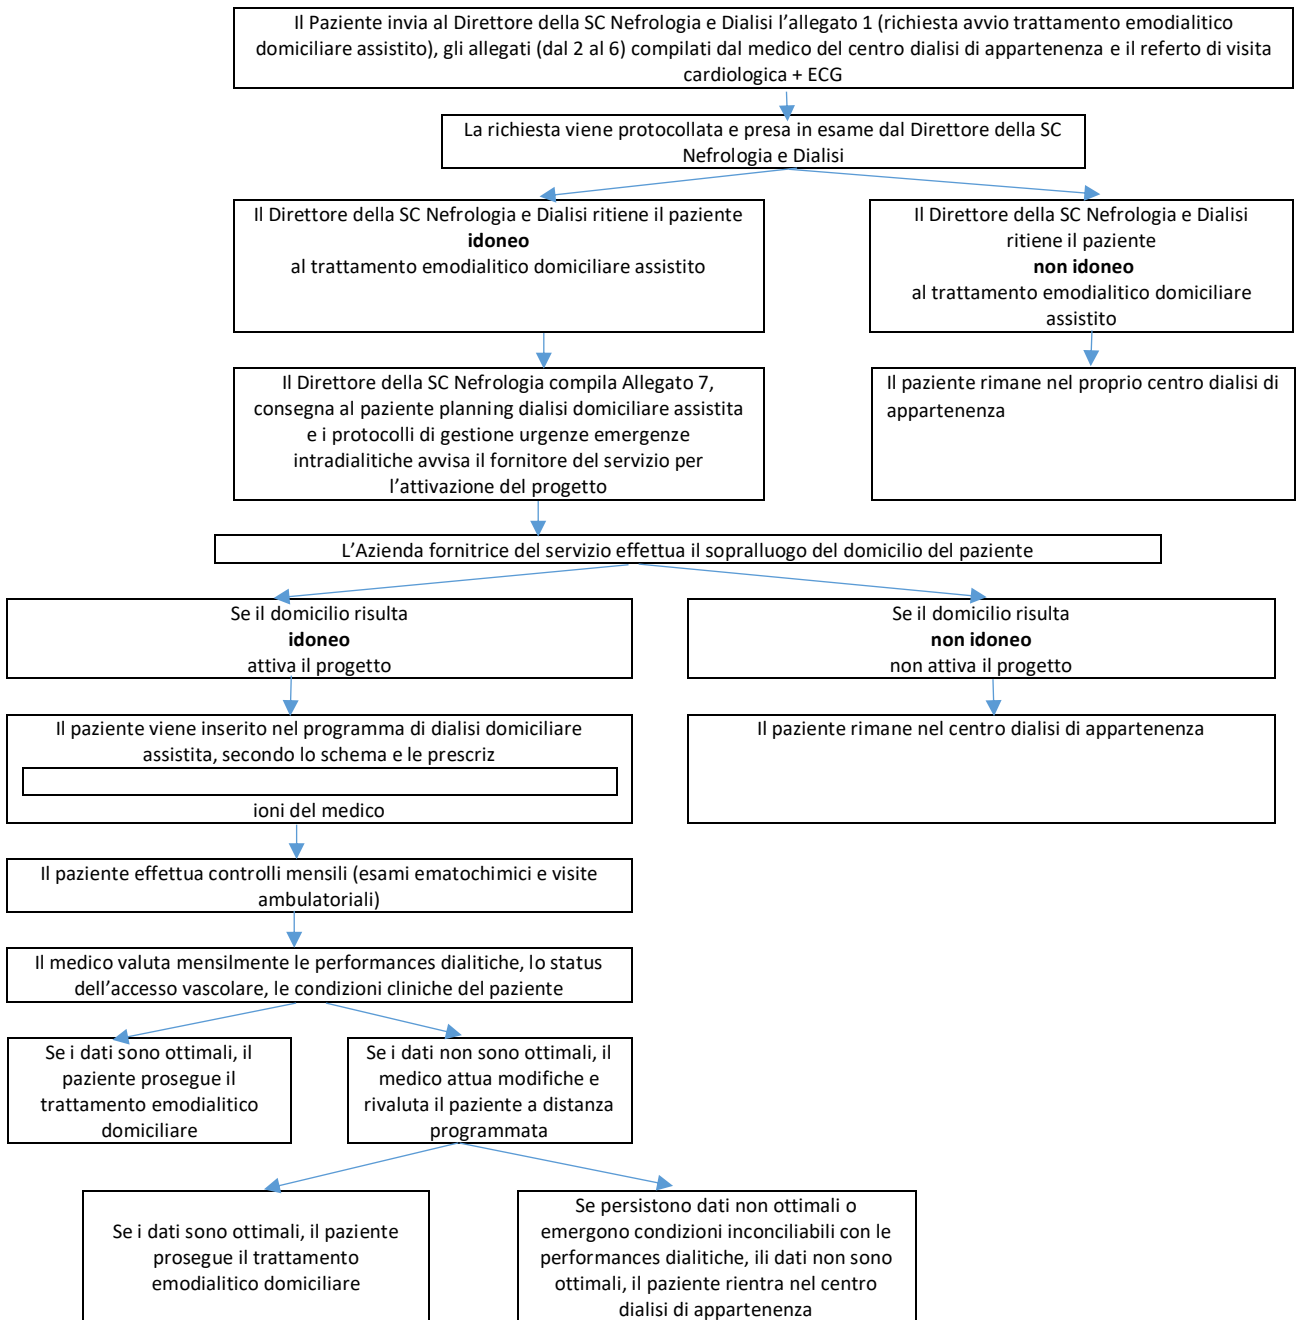 Il Paziente invia al Direttore della SC Nefrologia e Dialisi l’allegato 1 (richiesta avvio trattamento emodialitico
domiciliare assistito), gli allegati (dal 2 al 6) compilati dal medico del centro dialisi di appartenenza e il referto di visita
cardiologica + ECG
La richiesta viene protocollata e presa in esame dal Direttore della SC
Nefrologia e Dialisi
Il Direttore della SC Nefrologia e Dialisi ritiene il paziente
idoneo
al trattamento emodialitico domiciliare assistito
Il Direttore della SC Nefrologia e Dialisi
ritiene il paziente
non idoneo
al trattamento emodialitico domiciliare
assistito
Il Direttore della SC Nefrologia compila Allegato 7,
consegna al paziente planning dialisi domiciliare assistita
e i protocolli di gestione urgenze emergenze
intradialitiche avvisa il fornitore del servizio per
l’attivazione del progetto
Il paziente rimane nel proprio centro dialisi di
appartenenza
L’Azienda fornitrice del servizio effettua il sopralluogo del domicilio del paziente
Se il domicilio risulta
idoneo
attiva il progetto
Se il domicilio risulta
non idoneo
non attiva il progetto
Il paziente viene inserito nel programma di dialisi domiciliare
assistita, secondo lo schema e le prescriz
ioni del medico
Il paziente rimane nel centro dialisi di appartenenza
Il paziente effettua controlli mensili (esami ematochimici e visite
ambulatoriali)
Il medico valuta mensilmente le performances dialitiche, lo status
dell’accesso vascolare, le condizioni cliniche del paziente
Se i dati sono ottimali, il
paziente prosegue il
trattamento emodialitico
domiciliare
Se i dati non sono ottimali, il
medico attua modifiche e
rivaluta il paziente a distanza
programmata
Se i dati sono ottimali, il paziente
prosegue il trattamento
emodialitico domiciliare
Se persistono dati non ottimali o
emergono condizioni inconciliabili con le
performances dialitiche, ili dati non sono
ottimali, il paziente rientra nel centro
dialisi di appartenenza